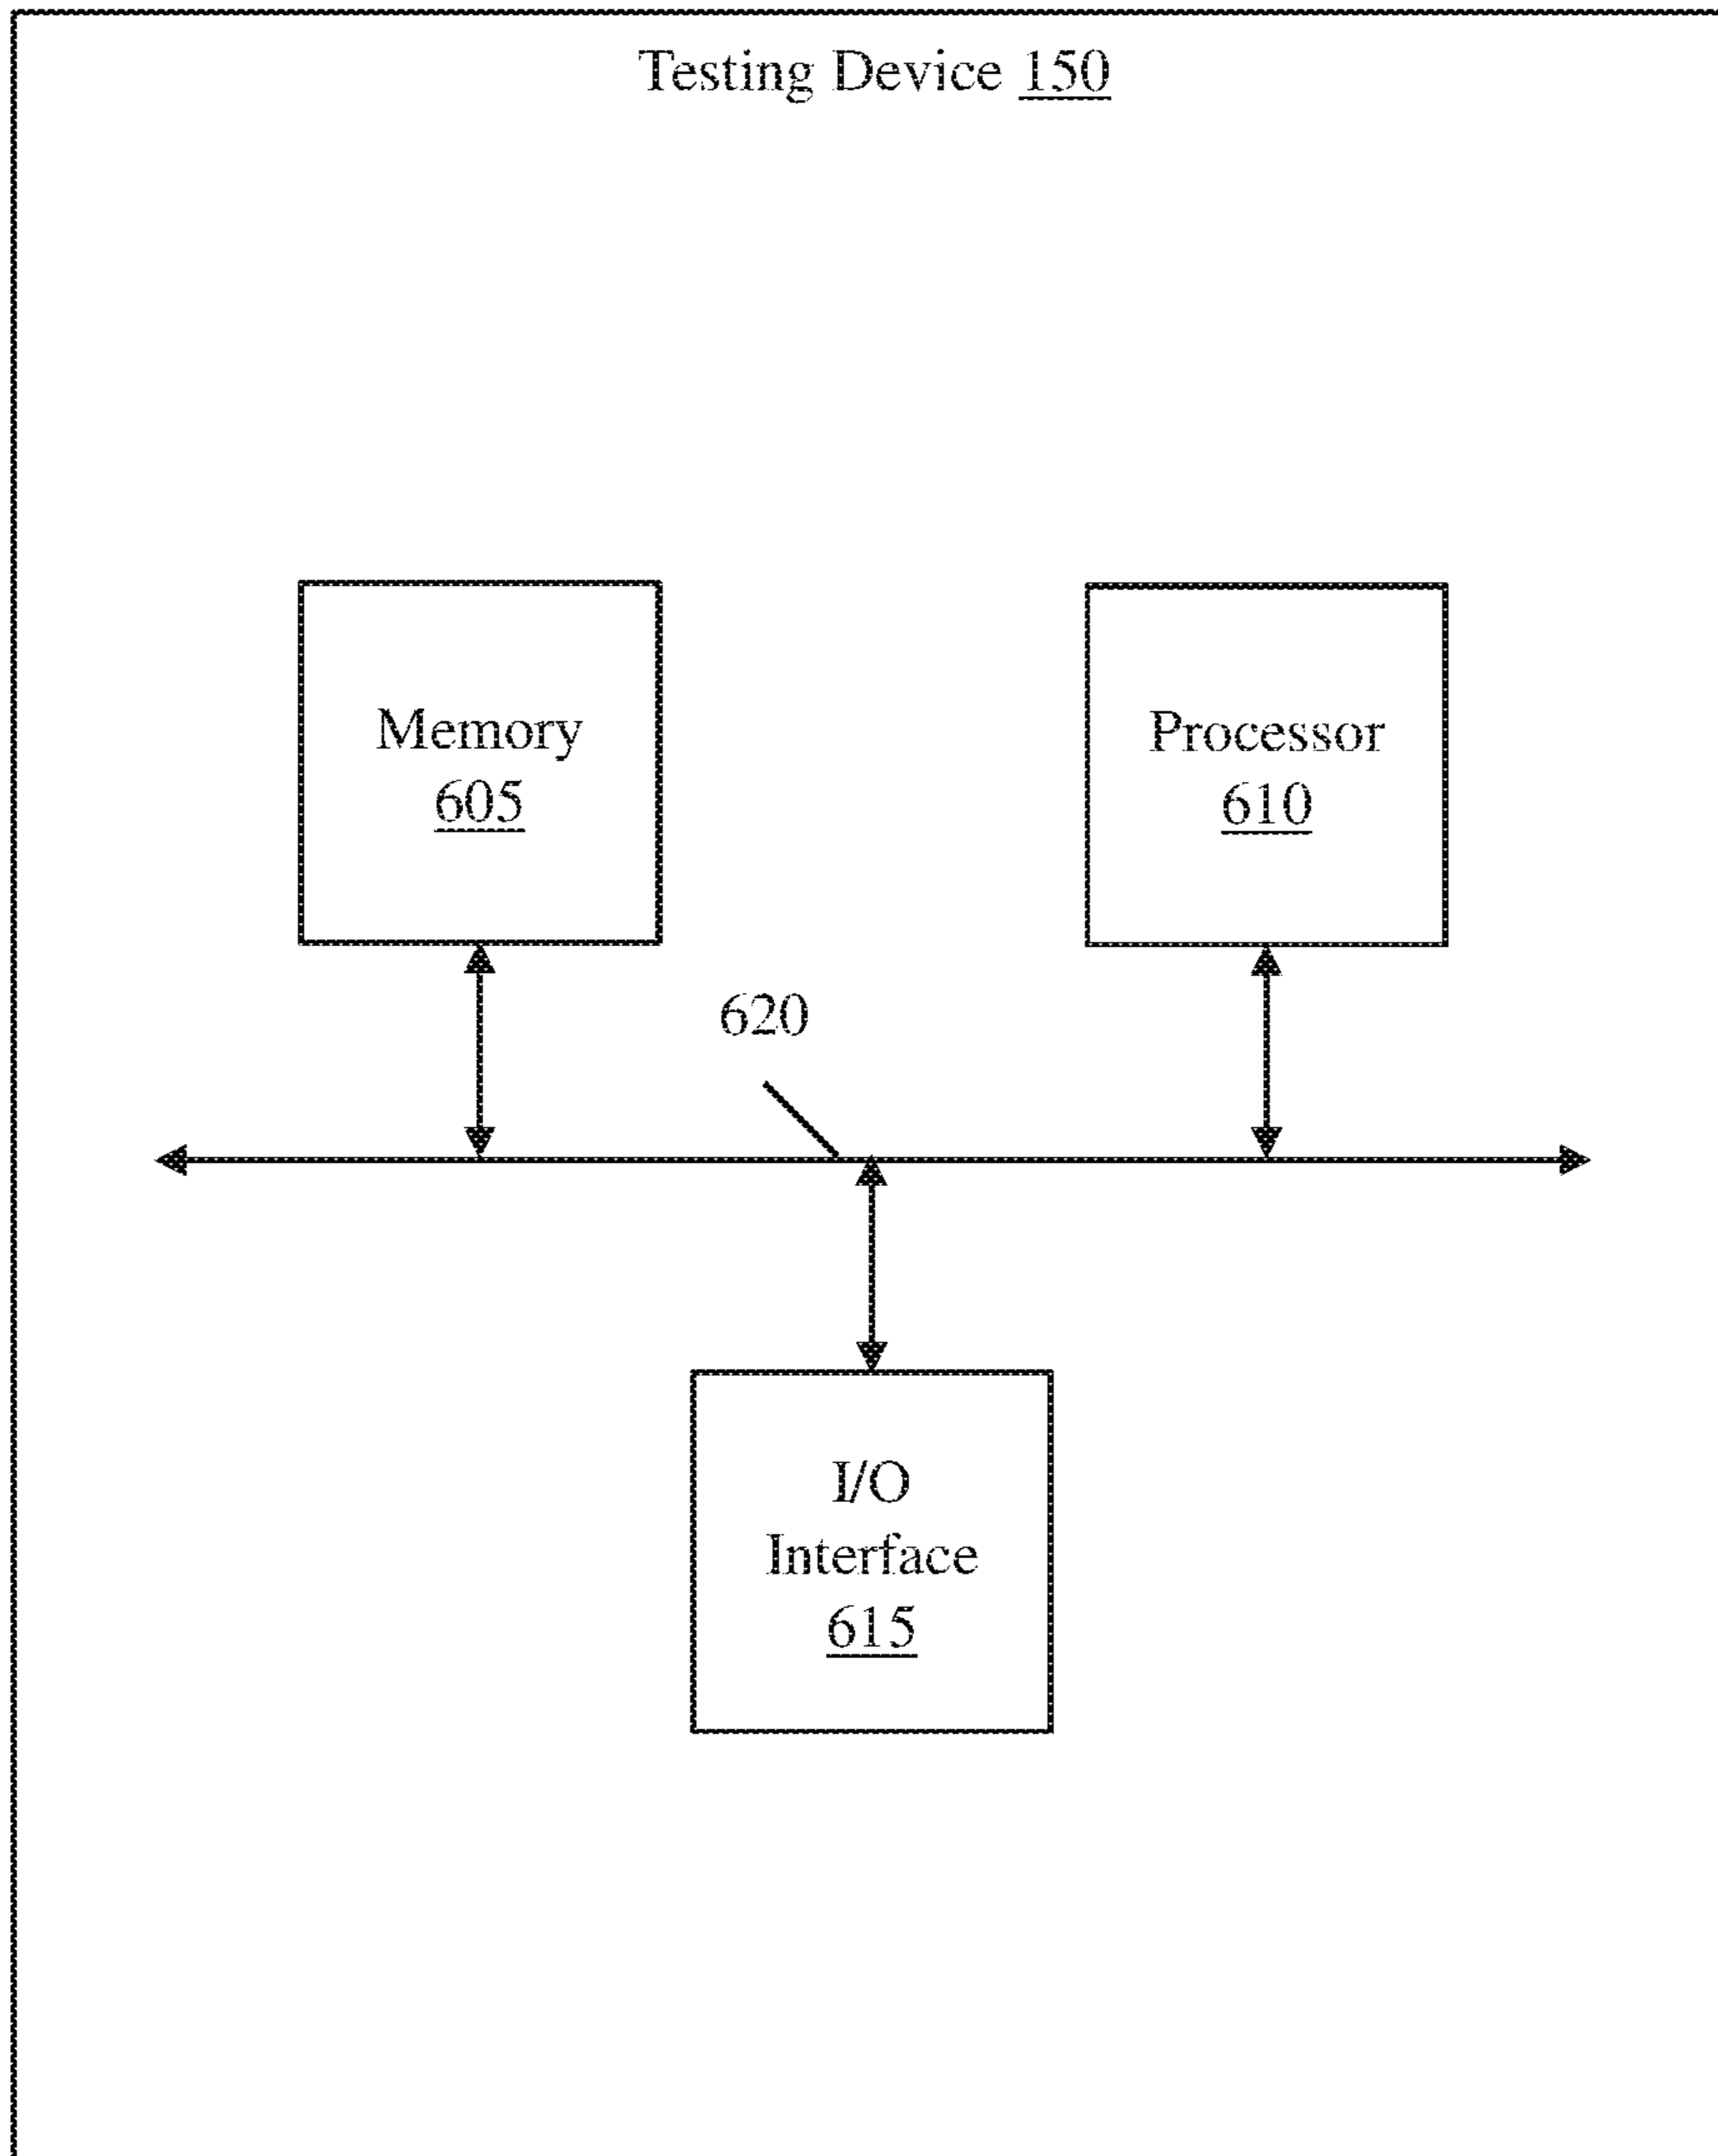 Testing Device 150
Memory
605
Processor
610
620
I/O
Interface
615